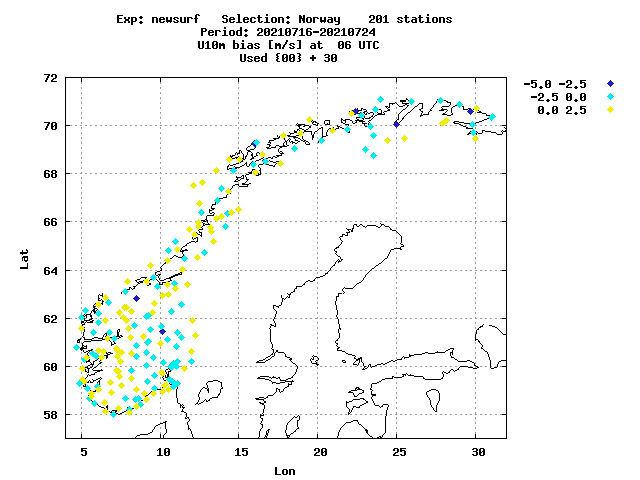 Exp: newsurf   Selection: Norway    201 stations
Period: 20210716-20210724
U10m bias [m/s] at  06 UTC
Used {00} + 30
-5.0 -2.5
-2.5 0.0
0.0 2.5
72
70
68
66
64
62
60
58
Lat
5 10 15 20 25 30
Lon